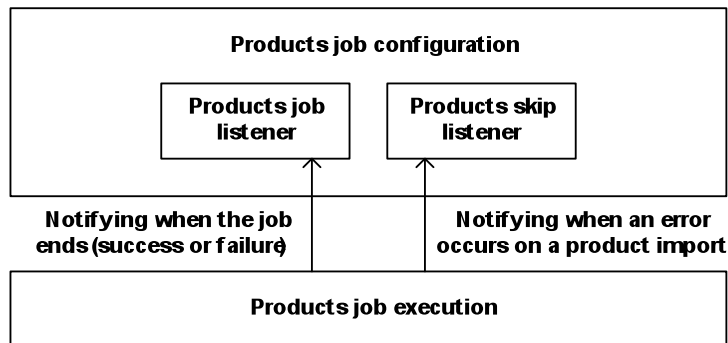 Products job configuration
Products job
listener
Products skip
listener
Notifying when the job
ends (success or failure)
Notifying when an error
occurs on a product import
Products job execution